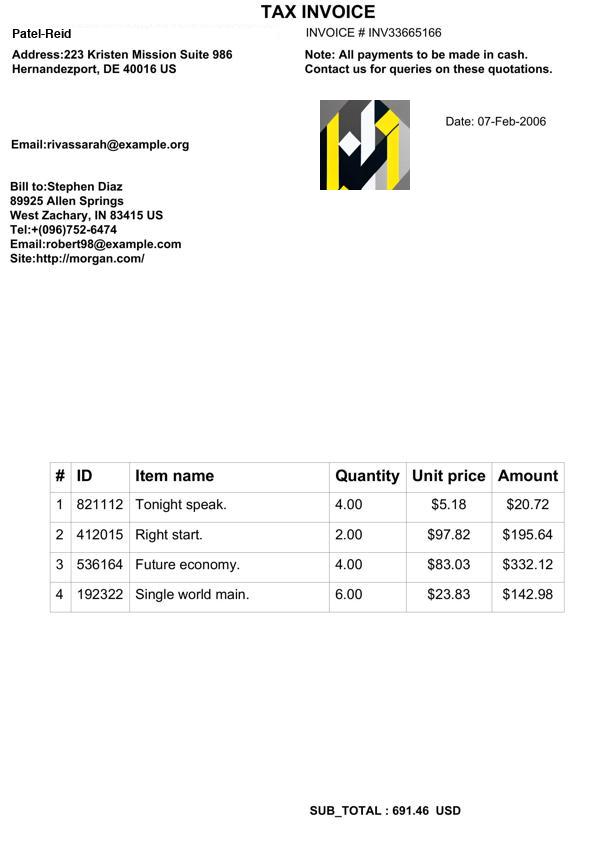 TAX INVOICE
Patel-Reid
INVOICE # INV33665166
Address:223 Kristen Mission Suite 986
Hernandezport, DE 40016 US
Note: All payments to be made in cash.
Contact us for queries on these quotations.
Date: 07-Feb-2006
Email:rivassarah@example.org
Bill to:Stephen Diaz
89925 Allen Springs
West Zachary, IN 83415 US
Tel:+(096)752-6474
Email:robert98@example.com
Site:http://morgan.com/
# ID Item name Quantity Unit price Amount
1 821112 Tonight speak. 4.00 $5.18 $20.72
2 412015 Right start. 2.00 $97.82 $195.64
3 536164 Future economy. 4.00 $83.03 $332.12
4 192322 Single world main. 6.00 $23.83 $142.98
SUB_TOTAL : 691.46 USD